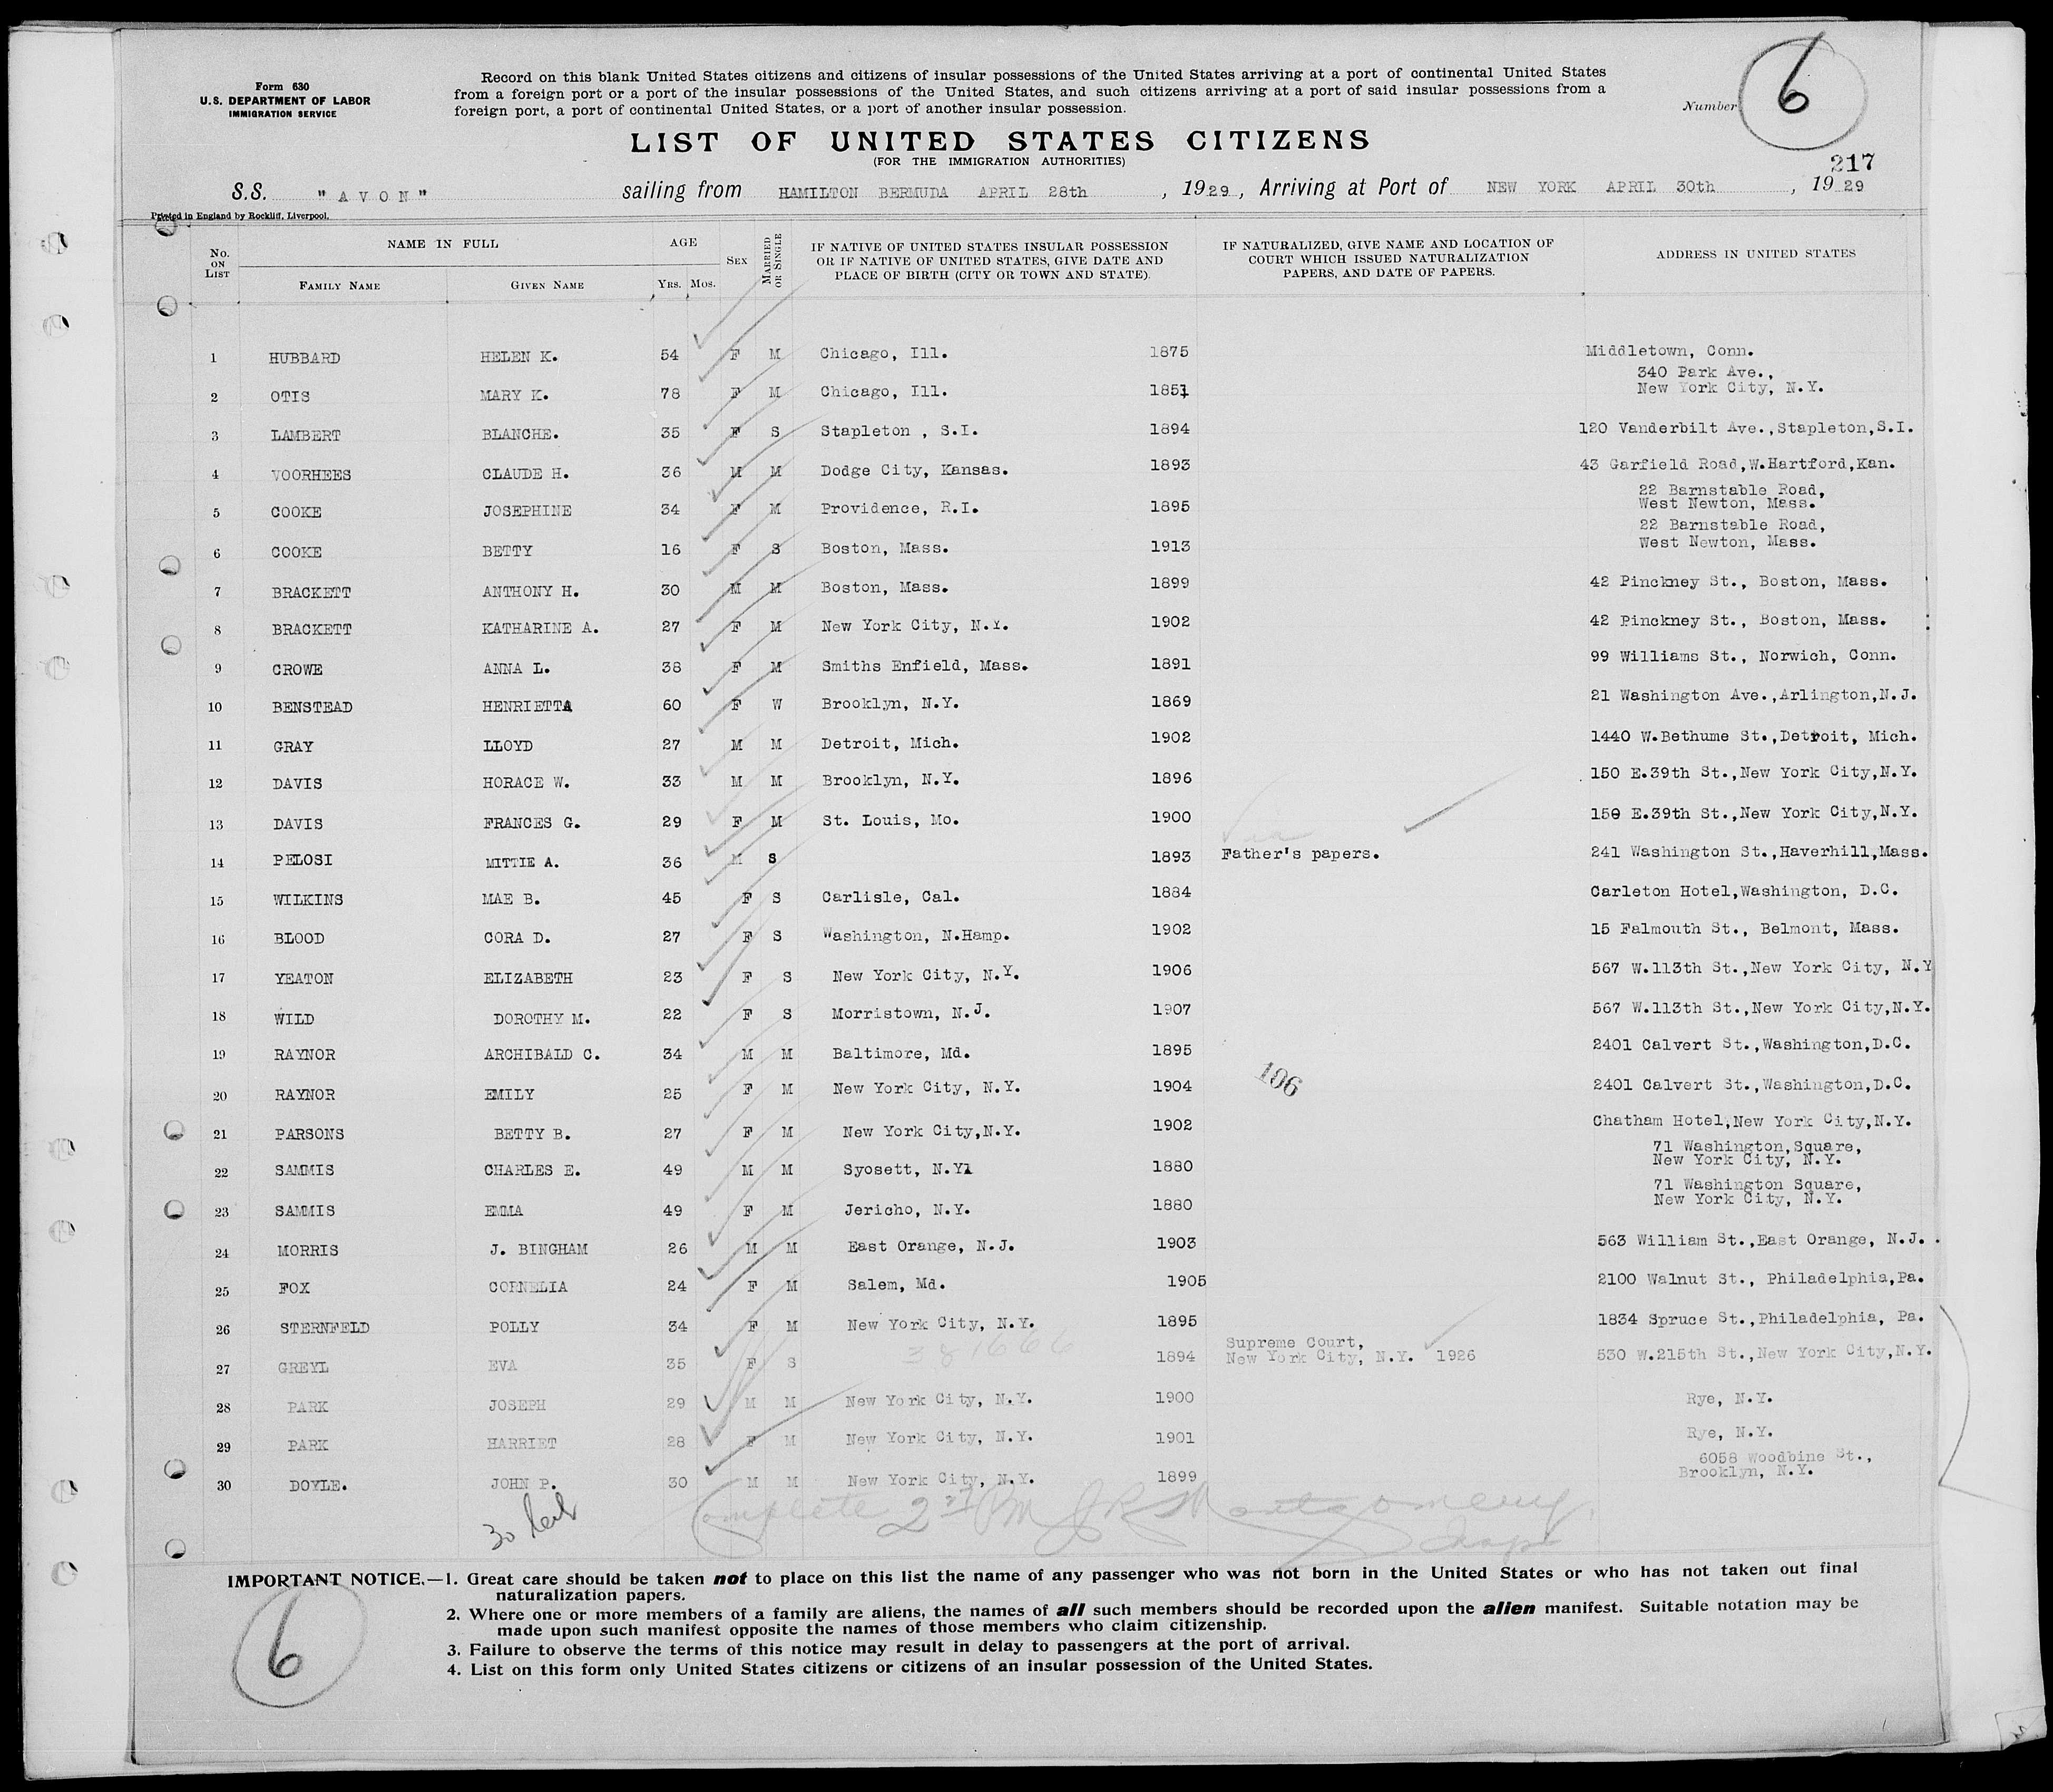 Form 630
U.S. DEPARTMENT OF LABOR
IMMIGRATION SERVICE
Record on this blank United States citizens and citizens of insular possessions of the United States arriving at a port of continental United States
from a foreign port or a port of the insular possessions of the United States, and such citizens arriving at a port of said insular possessions from a
foreign port, a port of continental United States, or a port of another insular possession.
Number 6
LIST OF UNITED STATES CITIZENS
(FOR THE IMMIGRATION AUTHORITIES)
217
S.S. "AVON" sailing from HAMILTON BERMUDA APRIL 28th, 1929, Arriving at Port of NEW YORK APRIL 30th, 1929
Printed in England by Rockliff, Liverpool.
No. ON LIST
NAME IN FULL
FAMILY NAME
GIVEN NAME
AGE
YRS. MOS.
SEX
MARRIED OR SINGLE
IF NATIVE OF UNITED STATES INSULAR POSSESSION
OR IF NATIVE OF UNITED STATES, GIVE DATE AND
PLACE OF BIRTH (CITY OR TOWN AND STATE).
IF NATURALIZED, GIVE NAME AND LOCATION OF
COURT WHICH ISSUED NATURALIZATION
PAPERS, AND DATE OF PAPERS.
ADDRESS IN UNITED STATES
1 HUBBARD HELEN K. 54 F M Chicago, Ill. 1875 Middletown, Conn.
2 OTIS MARY K. 78 F M Chicago, Ill. 1851 340 Park Ave., New York City, N.Y.
3 LAMBERT BLANCHE. 35 F S Stapleton , S.I. 1894 120 Vanderbilt Ave.,Stapleton,S.I.
4 VOORHEES CLAUDE H. 36 M M Dodge City, Kansas. 1893 43 Garfield Road,W.Hartford,Kan.
5 COOKE JOSEPHINE 34 F M Providence, R.I. 1895 22 Barnstable Road, West Newton, Mass.
6 COOKE BETTY 16 F S Boston, Mass. 1913 22 Barnstable Road, West Newton, Mass.
7 BRACKETT ANTHONY H. 30 M M Boston, Mass. 1899 42 Pinckney St., Boston, Mass.
8 BRACKETT KATHARINE A. 27 F M New York City, N.Y. 1902 42 Pinckney St., Boston, Mass.
9 CROWE ANNA L. 38 F M Smiths Enfield, Mass. 1891 99 Williams St., Norwich, Conn.
10 BENSTEAD HENRIETTA 60 F W Brooklyn, N.Y. 1869 21 Washington Ave.,Arlington,N.J.
11 GRAY LLOYD 27 M M Detroit, Mich. 1902 1440 W.Bethume St.,Detroit, Mich.
12 DAVIS HORACE W. 33 M M Brooklyn, N.Y. 1896 150 E.39th St.,New York City,N.Y.
13 DAVIS FRANCES G. 29 F M St. Louis, Mo. 1900 150 E.39th St.,New York City,N.Y.
14 PELOSI MITTIE A. 36 M S 1893 Father's papers. 241 Washington St.,Haverhill,Mass.
15 WILKINS MAE B. 45 F S Carlisle, Cal. 1884 Carleton Hotel,Washington, D.C.
16 BLOOD CORA D. 27 F S Washington, N.Hamp. 1902 15 Falmouth St., Belmont, Mass.
17 YEATON ELIZABETH 23 F S New York City, N.Y. 1906 567 W.113th St.,New York City, N.Y
18 WILD DOROTHY M. 22 F S Morristown, N.J. 1907 567 W.113th St.,New York City,N.Y.
19 RAYNOR ARCHIBALD C. 34 M M Baltimore, Md. 1895 2401 Calvert St.,Washington,D.C.
106
20 RAYNOR EMILY 25 F M New York City, N.Y. 1904 2401 Calvert St.,Washington,D.C.
21 PARSONS BETTY B. 27 F M New York City,N.Y. 1902 Chatham Hotel,New York City,N.Y.
22 SAMMIS CHARLES E. 49 M M Syosett, N.Y. 1880 71 Washington,Square, New York City, N.Y.
23 SAMMIS EMMA 49 F M Jericho, N.Y. 1880 71 Washington Square, New York City, N.Y.
24 MORRIS J. BINGHAM 26 M M East Orange, N.J. 1903 563 William St.,East Orange, N.J.
25 FOX CORNELIA 24 F M Salem, Md. 1905 2100 Walnut St., Philadelphia,Pa.
26 STERNFELD POLLY 34 F M New York City, N.Y. 1895 1834 Spruce St.,Philadelphia, Pa.
27 GREYL EVA 35 F S 381666 1894 Supreme Court, New York City, N.Y. 1926 530 W.215th St.,New York City,N.Y.
28 PARK JOSEPH 29 M M New York City, N.Y. 1900 Rye, N.Y.
29 PARK HARRIET 28 F M New York City, N.Y. 1901 Rye, N.Y.
30 DOYLE. JOHN P. 30 M M New York City, N.Y. 1899 6058 Woodbine St., Brooklyn, N.Y.
Complete 2 PM J R Montgomery
Insp
30
IMPORTANT NOTICE.—1. Great care should be taken not to place on this list the name of any passenger who was not born in the United States or who has not taken out final
naturalization papers.
2. Where one or more members of a family are aliens, the names of all such members should be recorded upon the alien manifest. Suitable notation may be
made upon such manifest opposite the names of those members who claim citizenship.
3. Failure to observe the terms of this notice may result in delay to passengers at the port of arrival.
4. List on this form only United States citizens or citizens of an insular possession of the United States.
6